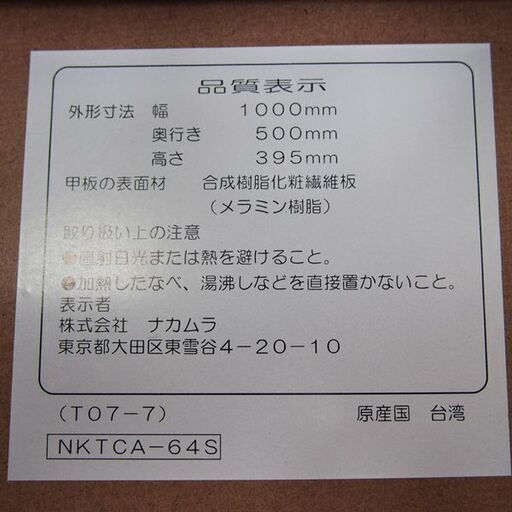 品質表示
外形寸法　幅　1000mm
奥行き　500mm
高さ　395mm
甲板の表面材　合成樹脂化粧繊維板
（メラミン樹脂）
取り扱い上の注意
●直射日光または熱を避けること。
●加熱したなべ、湯沸しなどを直接置かないこと。
表示者
株式会社　ナカムラ
東京都大田区東雪谷4-20-10
（T07-7）　原産国　台湾
NKTCA-64S